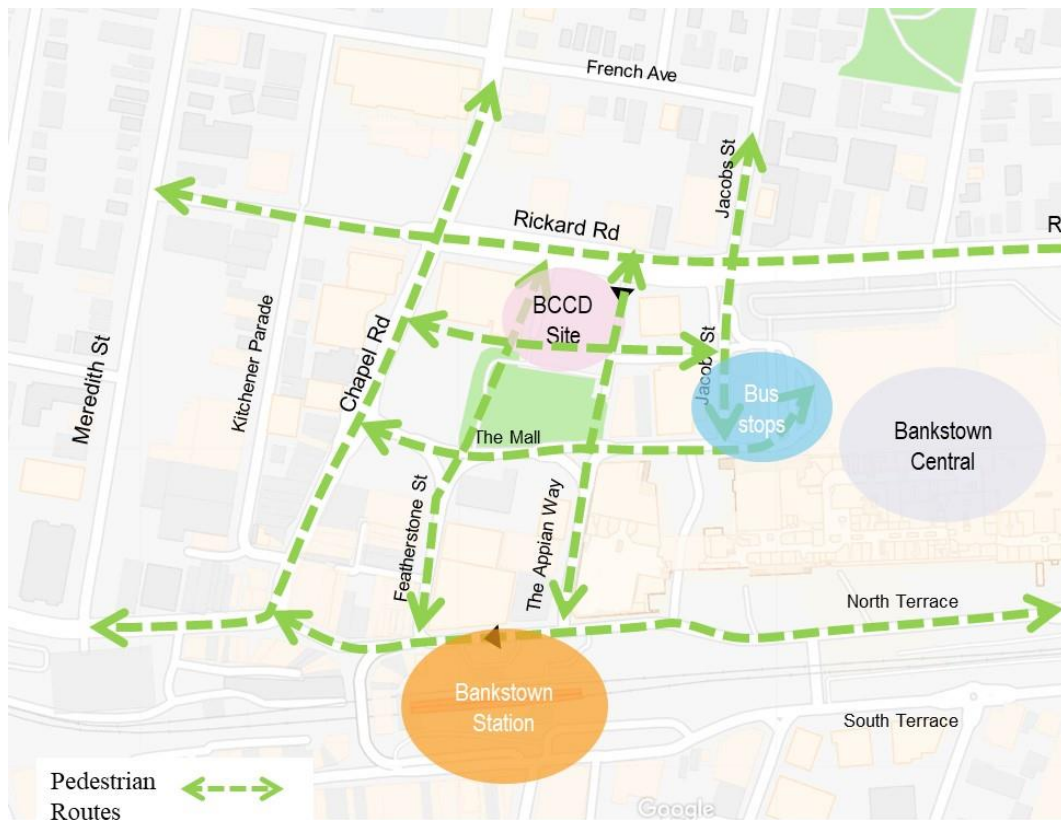 French Ave
Jacobs St
Rickard Rd
R
BCCD
Site
Meredith St
Kitchener Parade
Chapel Rd
Jacobs St
Bus
stops
Bankstown
Central
The Mall
Featherstone St
The Appian Way
North Terrace
Bankstown
Station
South Terrace
Pedestrian
Routes
Google